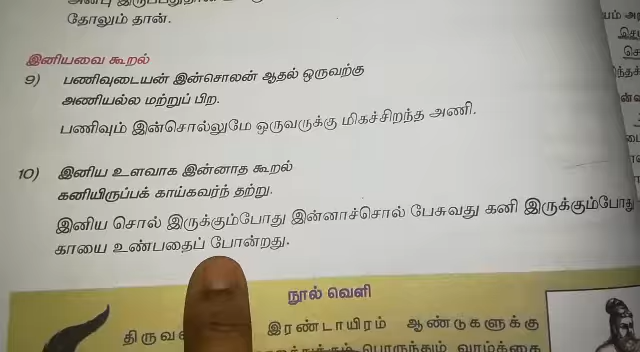 தோலும் தான்.
இனியவை கூறல்
9) பணிவுடையன் இன்சொலன் ஆதல் ஒருவற்கு
அணியல்ல மற்றுப் பிற.
பணிவும் இன்சொல்லுமே ஒருவருக்கு மிகச்சிறந்த அணி.
10) இனிய உளவாக இன்னாத கூறல்
கனியிருப்பக் காய்கவர்ந் தற்று.
இனிய சொல் இருக்கும்போது இன்னாச்சொல் பேசுவது கனி இருக்கும்போது
காயை உண்பதைப் போன்றது.
நூல் வெளி
இரண்டாயிரம் ஆண்டுகளுக்கு
பொருந்தும் வாழ்க்கை